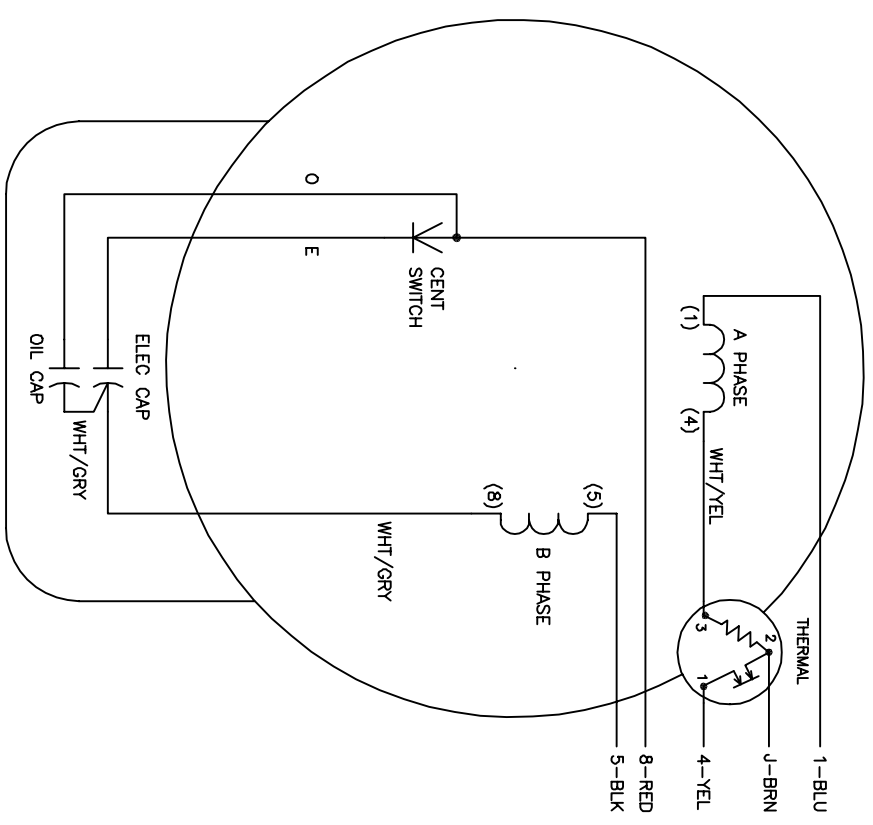 O
E
CENT
SWITCH
OIL CAP
ELEC CAP
WHT/GRY
WHT/GRY
(1)
A PHASE
(4)
WHT/YEL
(8)
(5)
B PHASE
THERMAL
3
2
1
5-BLK
8-RED
4-YEL
J-BRN
1-BLU